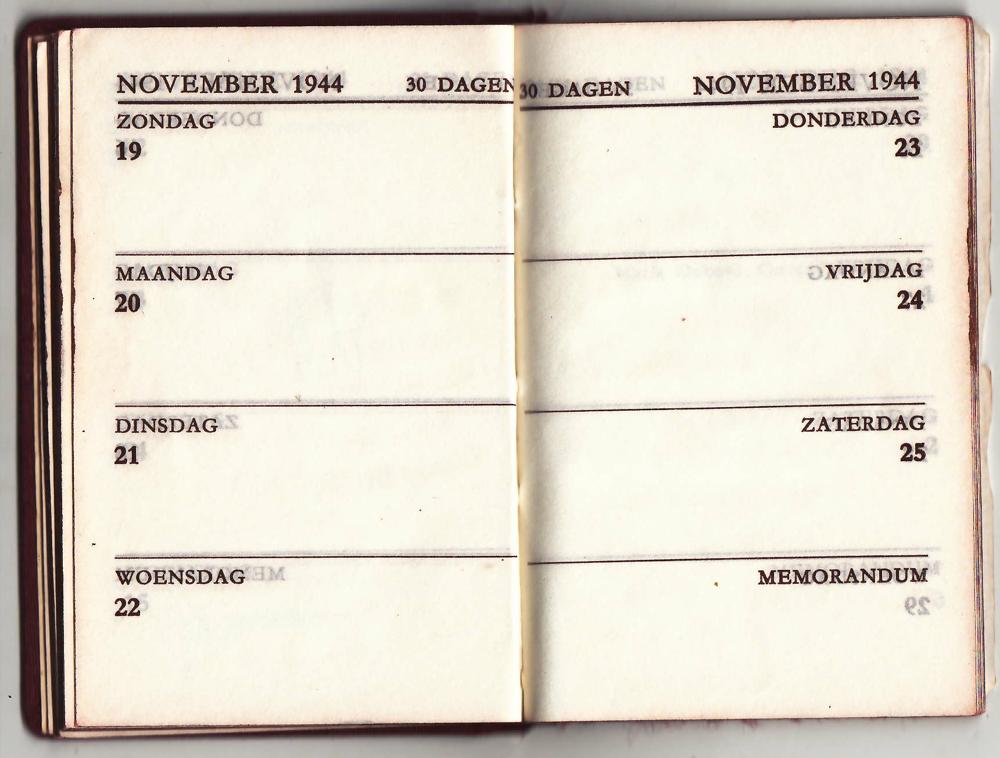 NOVEMBER 1944 30 DAGEN
ZONDAG
19
MAANDAG
20
DINSDAG
21
WOENSDAG
22
30 DAGEN NOVEMBER 1944
DONDERDAG
23
VRIJDAG
24
ZATERDAG
25
MEMORANDUM